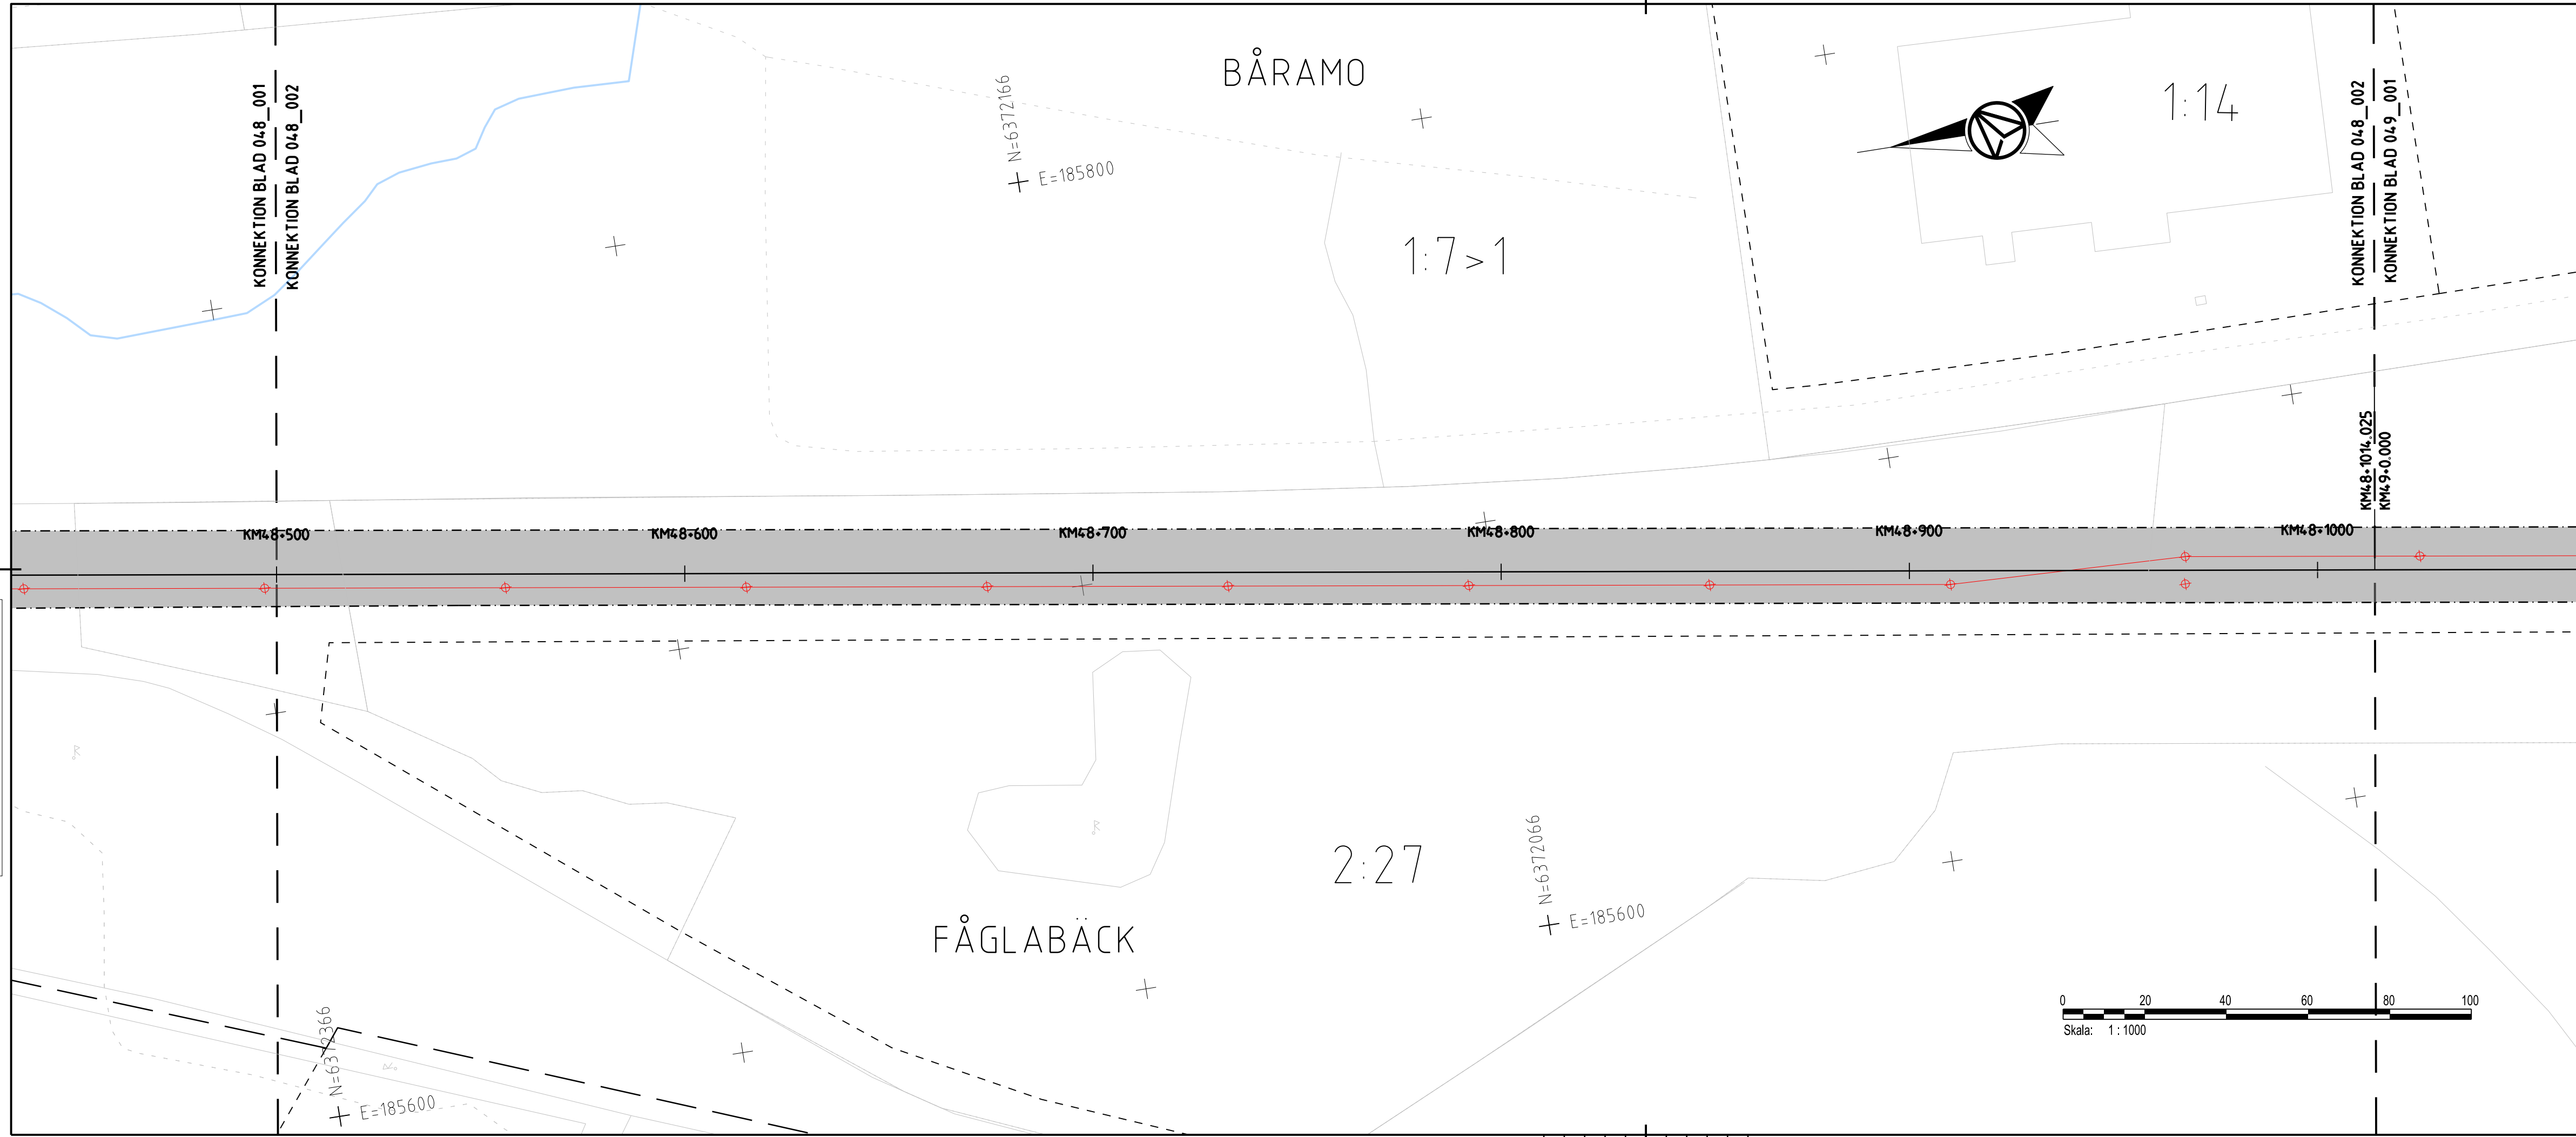 BÅRAMO
1:14
KONNEKTION BLAD 048_001
KONNEKTION BLAD 048_002
N=6372166
E=185800
1:7>1
KONNEKTION BLAD 048_002
KONNEKTION BLAD 049_001
KM48+1014.025
KM49+0.000
KM48+500
KM48+600
KM48+700
KM48+800
KM48+900
KM48+1000
2:27
N=6372066
E=185600
FÅGLABÄCK
0 20 40 60 80 100
Skala: 1 : 1000
N=6372366
E=185600